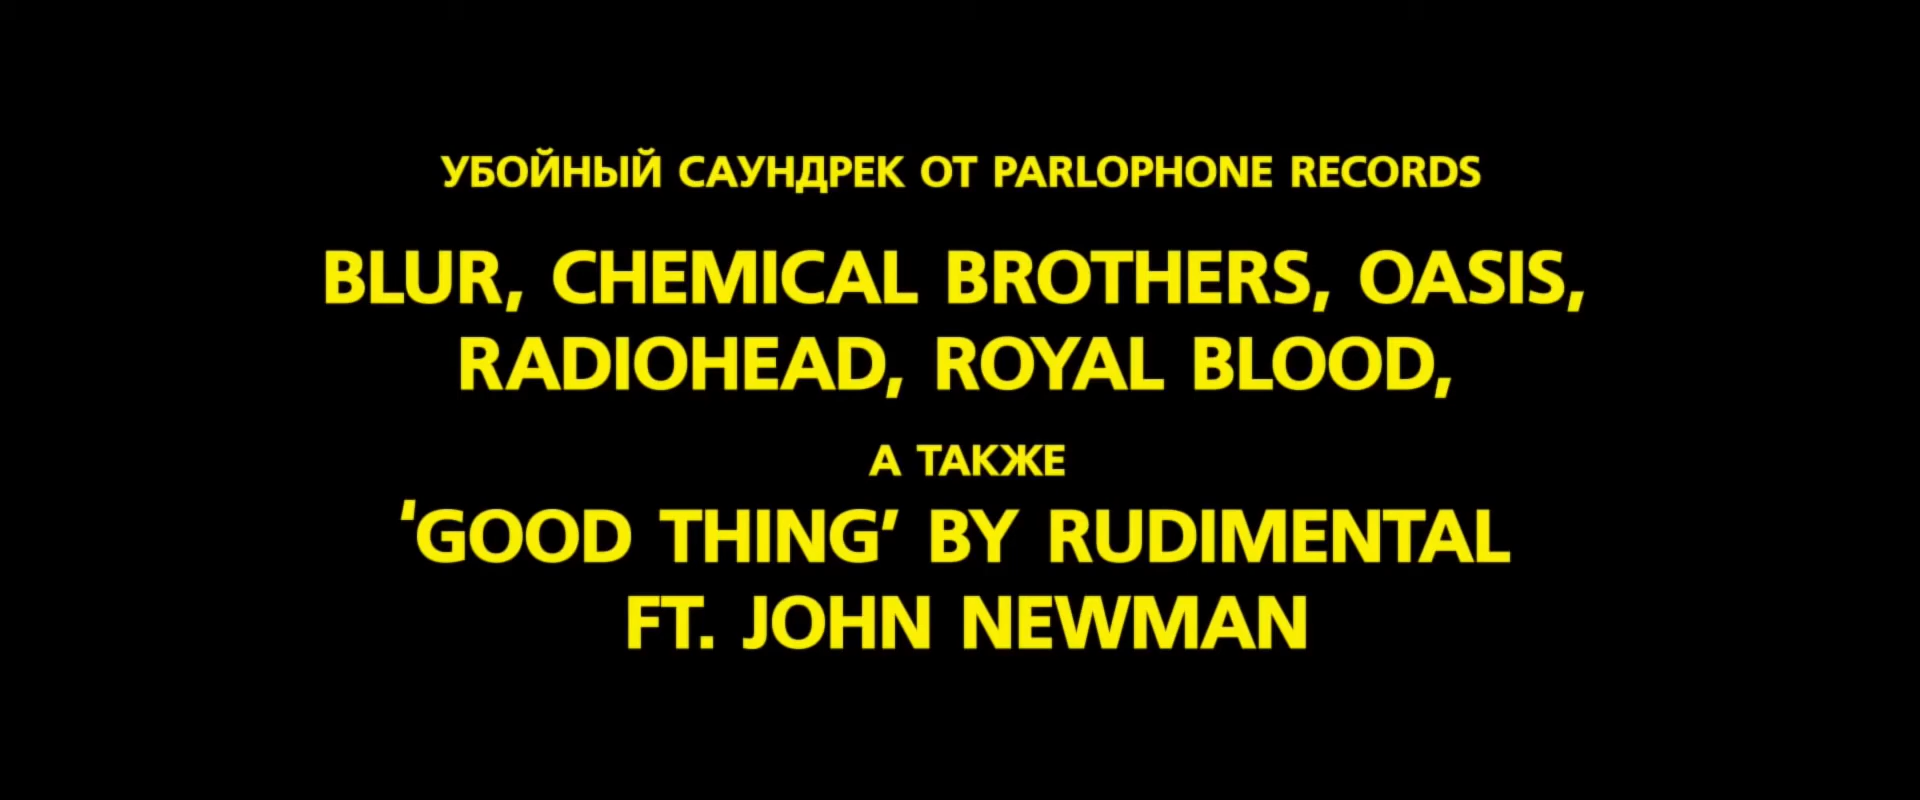 УБОЙНЫЙ САУНДРЕК ОТ PARLOPHONE RECORDS
BLUR, CHEMICAL BROTHERS, OASIS,
RADIOHEAD, ROYAL BLOOD,
А ТАКЖЕ
'GOOD THING' BY RUDIMENTAL
FT. JOHN NEWMAN